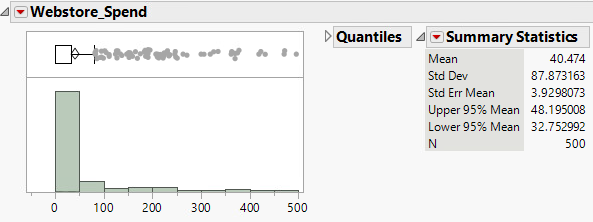 Webstore_Spend
Quantiles
Summary Statistics
Mean 40.474
Std Dev 87.873163
Std Err Mean 3.9298073
Upper 95% Mean 48.195008
Lower 95% Mean 32.752992
N 500
0 100 200 300 400 500